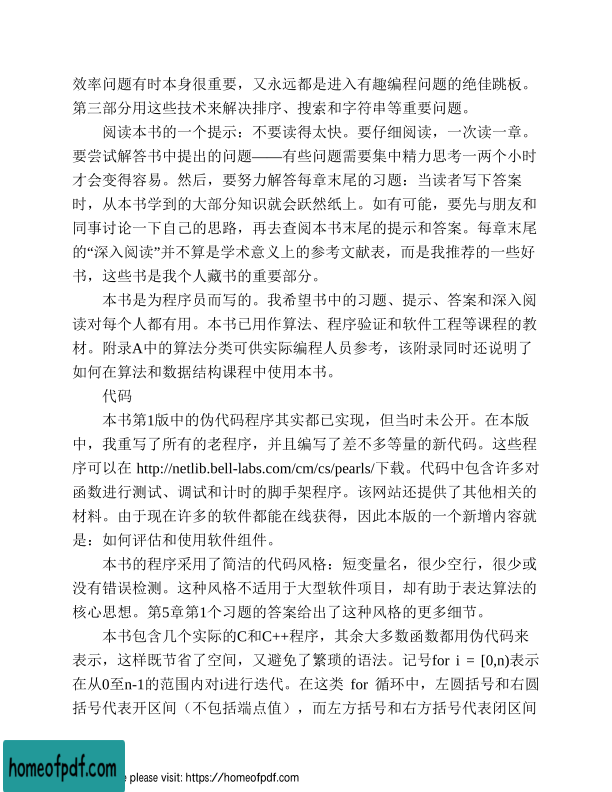 效率问题有时本身很重要，又永远都是进入有趣编程问题的绝佳跳板。
第三部分用这些技术来解决排序、搜索和字符串等重要问题。
阅读本书的一个提示：不要读得太快。要仔细阅读，一次读一章。
要尝试解答书中提出的问题——有些问题需要集中精力思考一两个小时
才会变得容易。然后，要努力解答每章末尾的习题：当读者写下答案
时，从本书学到的大部分知识就会跃然纸上。如有可能，要先与朋友和
同事讨论一下自己的思路，再去查阅本书末尾的提示和答案。每章末尾
的“深入阅读”并不算是学术意义上的参考文献表，而是我推荐的一些好
书，这些书是我个人藏书的重要部分。
本书是为程序员而写的。我希望书中的习题、提示、答案和深入阅
读对每个人都有用。本书已用作算法、程序验证和软件工程等课程的教
材。附录A中的算法分类可供实际编程人员参考，该附录同时还说明了
如何在算法和数据结构课程中使用本书。
代码
本书第1版中的伪代码程序其实都已实现，但当时未公开。在本版
中，我重写了所有的老程序，并且编写了差不多等量的新代码。这些程
序可以在 http://netlib.bell-labs.com/cm/cs/pearls/下载。代码中包含许多对
函数进行测试、调试和计时的脚手架程序。该网站还提供了其他相关的
材料。由于现在许多的软件都能在线获得，因此本版的一个新增内容就
是：如何评估和使用软件组件。
本书的程序采用了简洁的代码风格：短变量名，很少空行，很少或
没有错误检测。这种风格不适用于大型软件项目，却有助于表达算法的
核心思想。第5章第1个习题的答案给出了这种风格的更多细节。
本书包含几个实际的C和C++程序，其余大多数函数都用伪代码来
表示，这样既节省了空间，又避免了繁琐的语法。记号for i = [0,n)表示
在从0至n-1的范围内对i进行迭代。在这类 for 循环中，左圆括号和右圆
括号代表开区间（不包括端点值），而左方括号和右方括号代表闭区间
homeofpdf.com
e please visit: https://homeofpdf.com